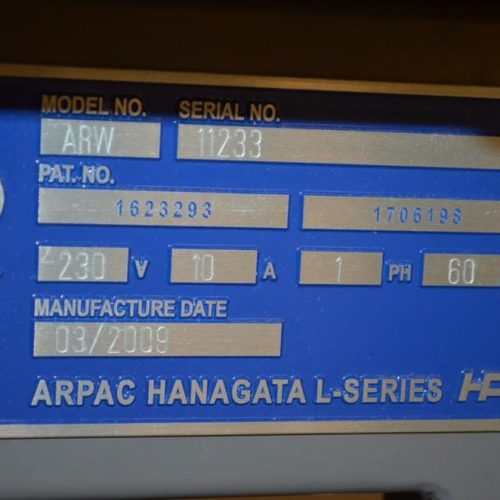 MODEL NO. SERIAL NO.
ARW 11233
PAT. NO.
1623293 1706198
230 V 10 A 1 PH 60
MANUFACTURE DATE
03/2009
ARPAC HANAGATA L-SERIES